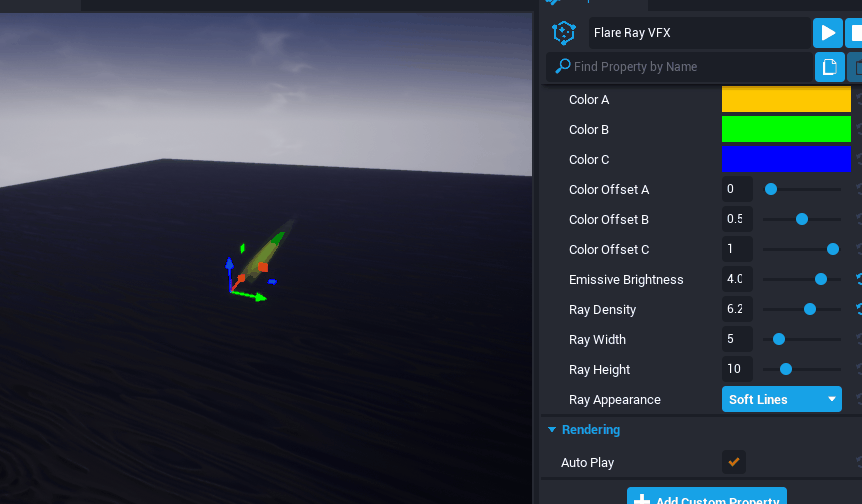 Flare Ray VFX
Find Property by Name
Color A
Color B
Color C
Color Offset A 0
Color Offset B 0.5
Color Offset C 1
Emissive Brightness 4.0
Ray Density 6.2
Ray Width 5
Ray Height 10
Ray Appearance Soft Lines
Rendering
Auto Play
Add Custom Property